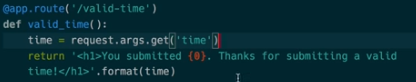 @app.route('/valid-time')
def valid_time():
    time = request.args.get('time')
    return '<h1>You submitted {0}. Thanks for submitting a valid
    time!</h1>'.format(time)